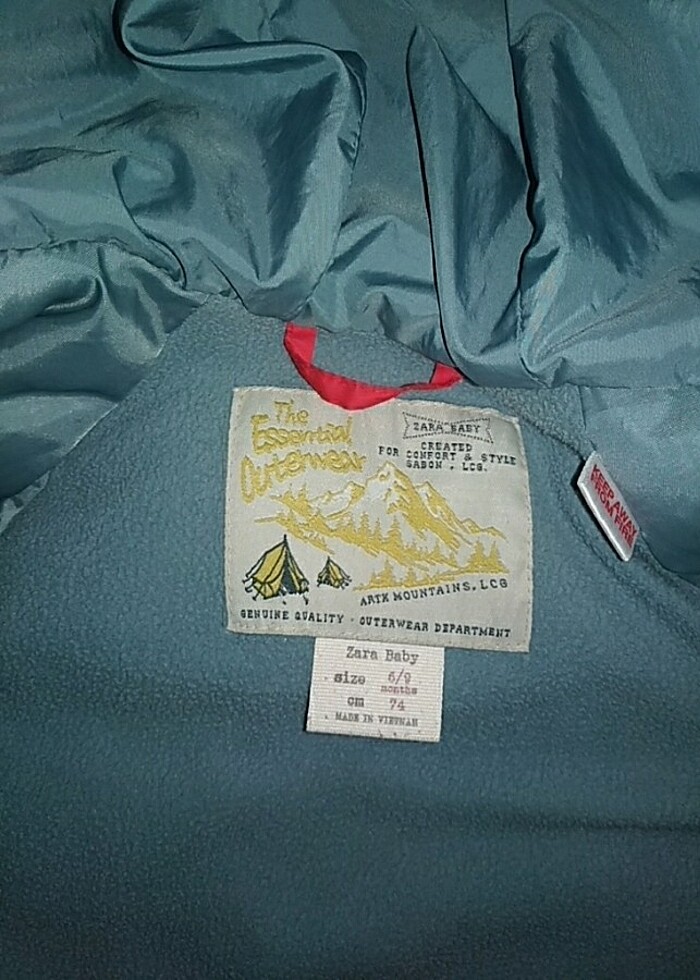 The
Essential
Outerwear
ZARA BABY
CREATED
FOR CONFORT & STYLE
GABON . LCG.
ARTK MOUNTAINS, LCG
GENUINE QUALITY · OUTERWEAR DEPARTMENT
Zara Baby
size 6/9
months
cm 74
MADE IN VIETNAM
KEEP AWAY
FROM FIRE